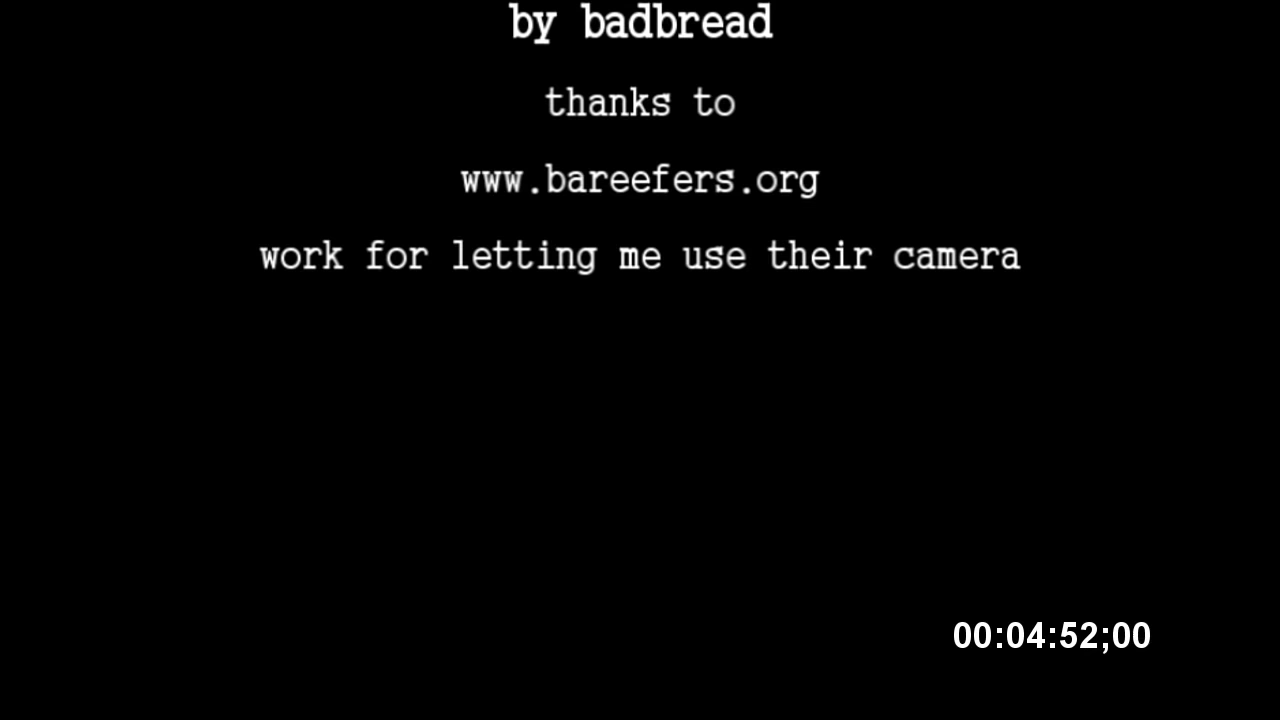 by badbread
thanks to
www.bareefers.org
work for letting me use their camera
00:04:52;00